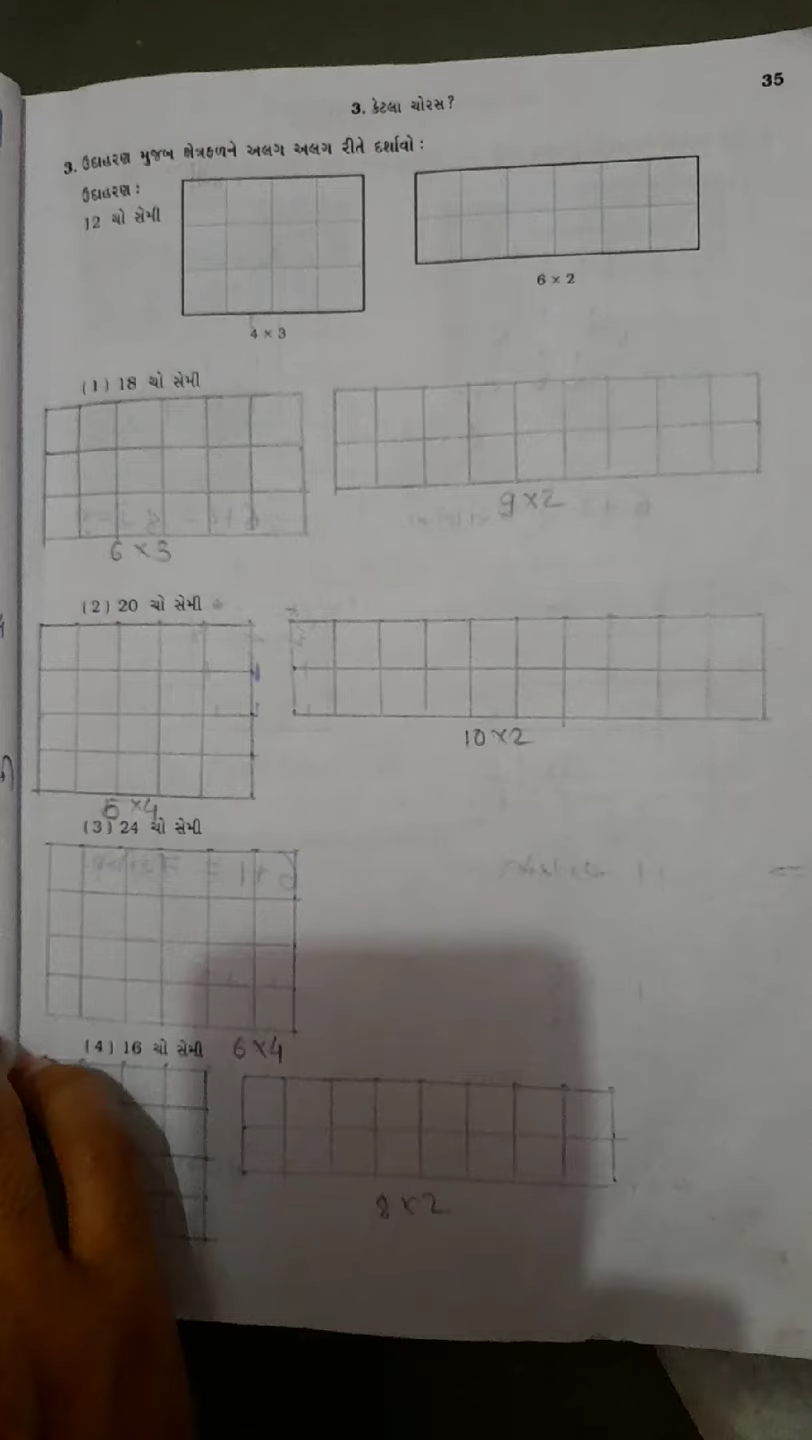 35
3. કેટલા ચોરસ?
3. ઉદાહરણ મુજબ ક્ષેત્રફળને અલગ અલગ રીતે દર્શાવો :
ઉદાહરણ :
12 ચો સેમી
4 × 3
6 × 2
(1) 18 ચો સેમી
6 × 3
9 × 2
(2) 20 ચો સેમી
5 × 4
10 × 2
(3) 24 ચો સેમી
6 × 4
(4) 16 ચો સેમી
8 × 2